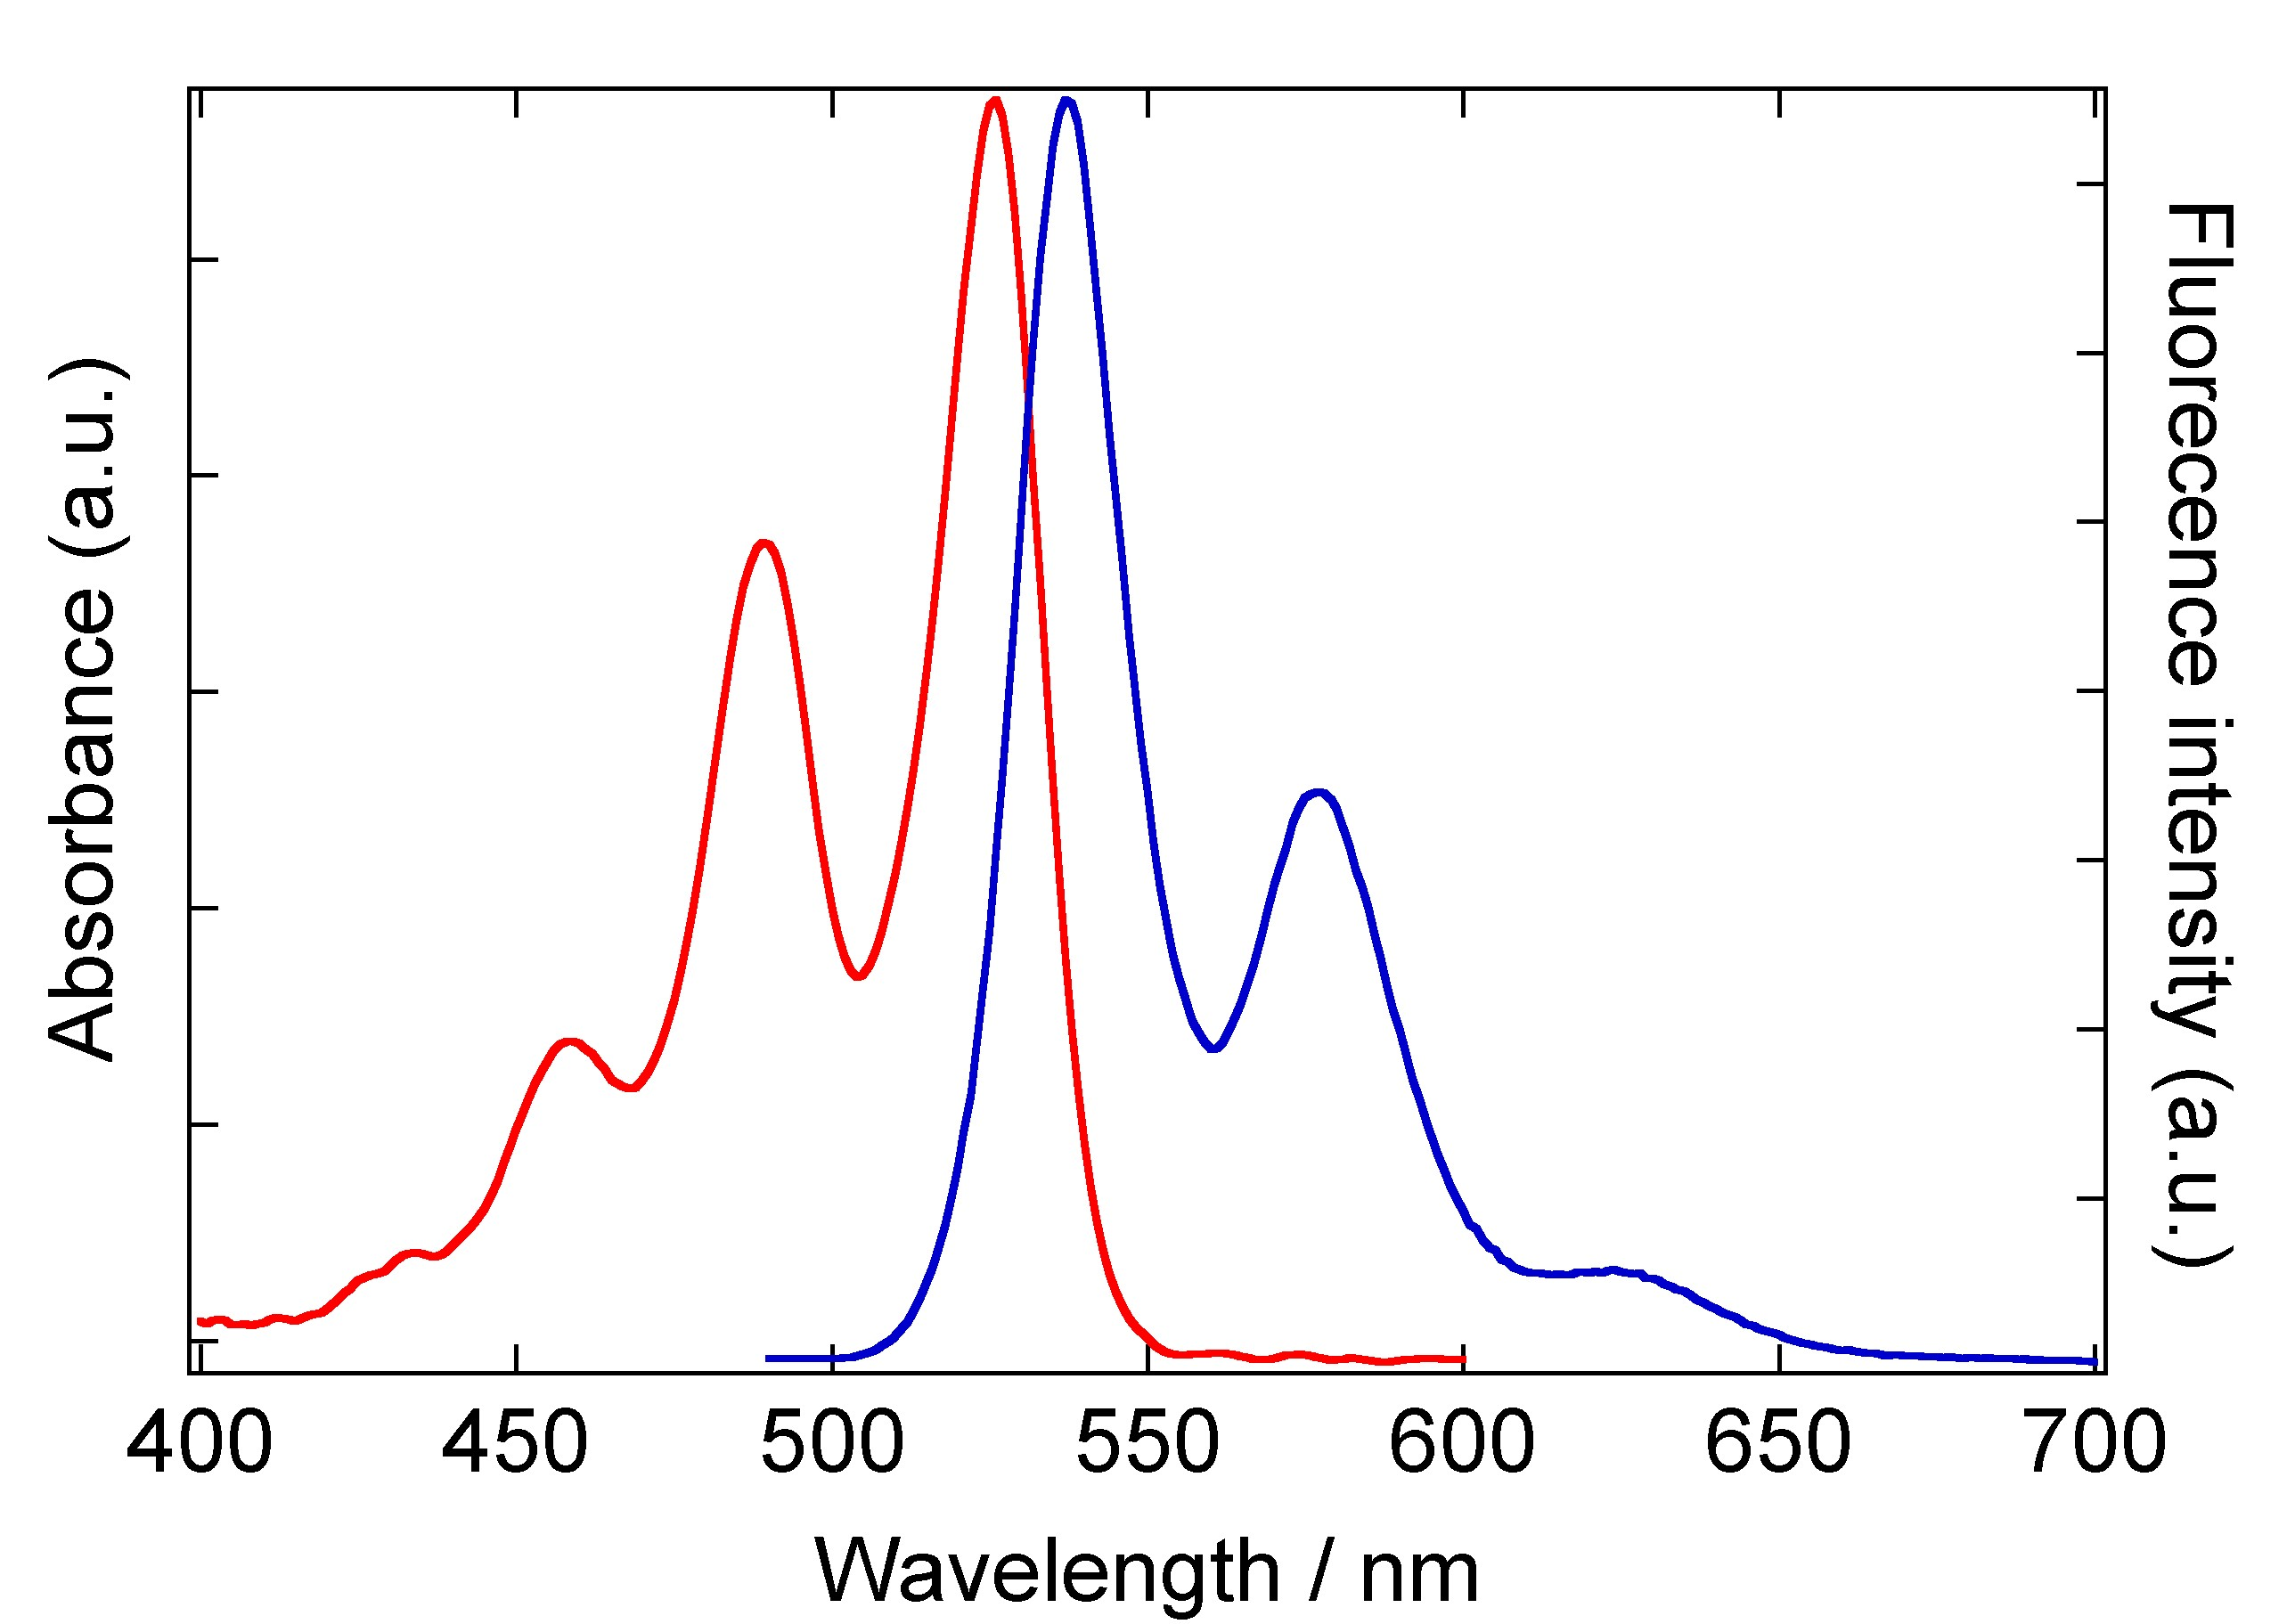 Absorbance (a.u.)
Fluorecence intensity (a.u.)
400 450 500 550 600 650 700
Wavelength / nm